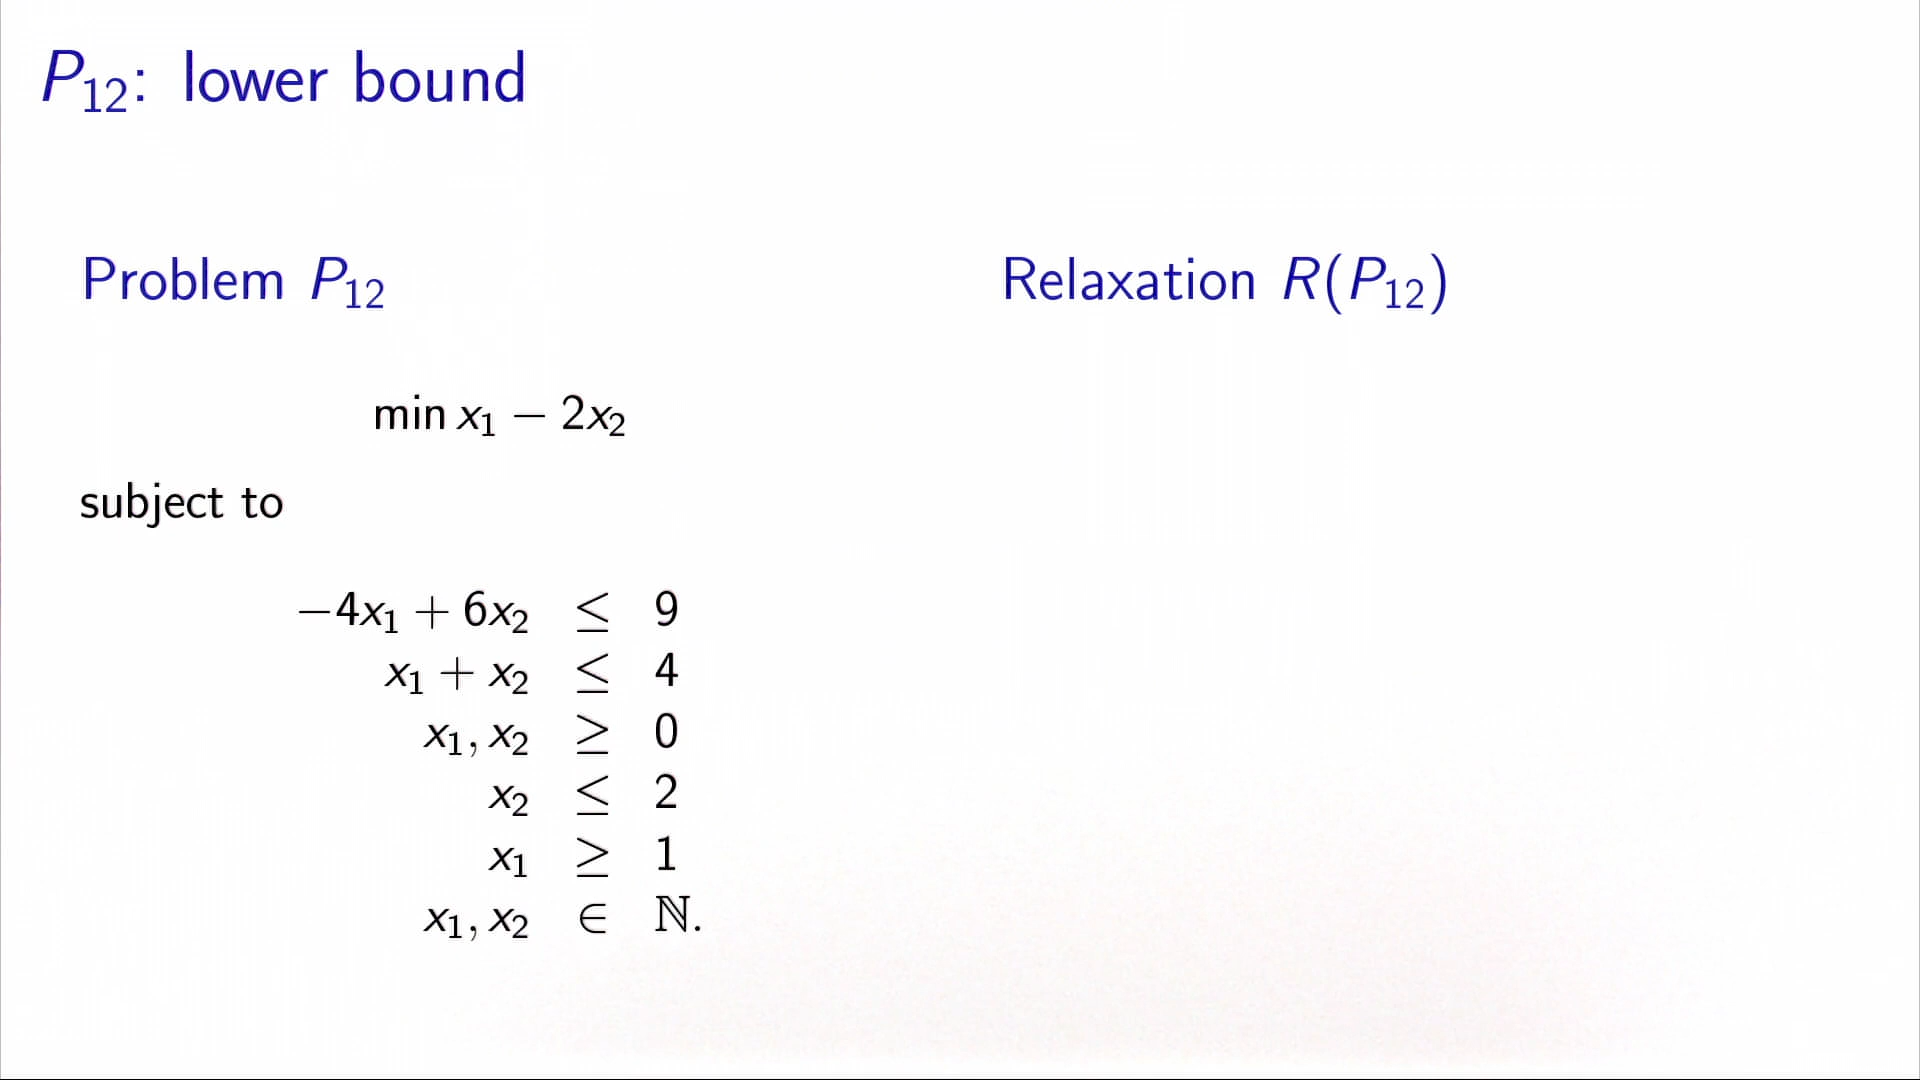 P₁₂: lower bound
Problem P₁₂
min x₁ − 2x₂
subject to
−4x₁ + 6x₂ ≤ 9
x₁ + x₂ ≤ 4
x₁, x₂ ≥ 0
x₂ ≤ 2
x₁ ≥ 1
x₁, x₂ ∈ ℕ.
Relaxation R(P₁₂)